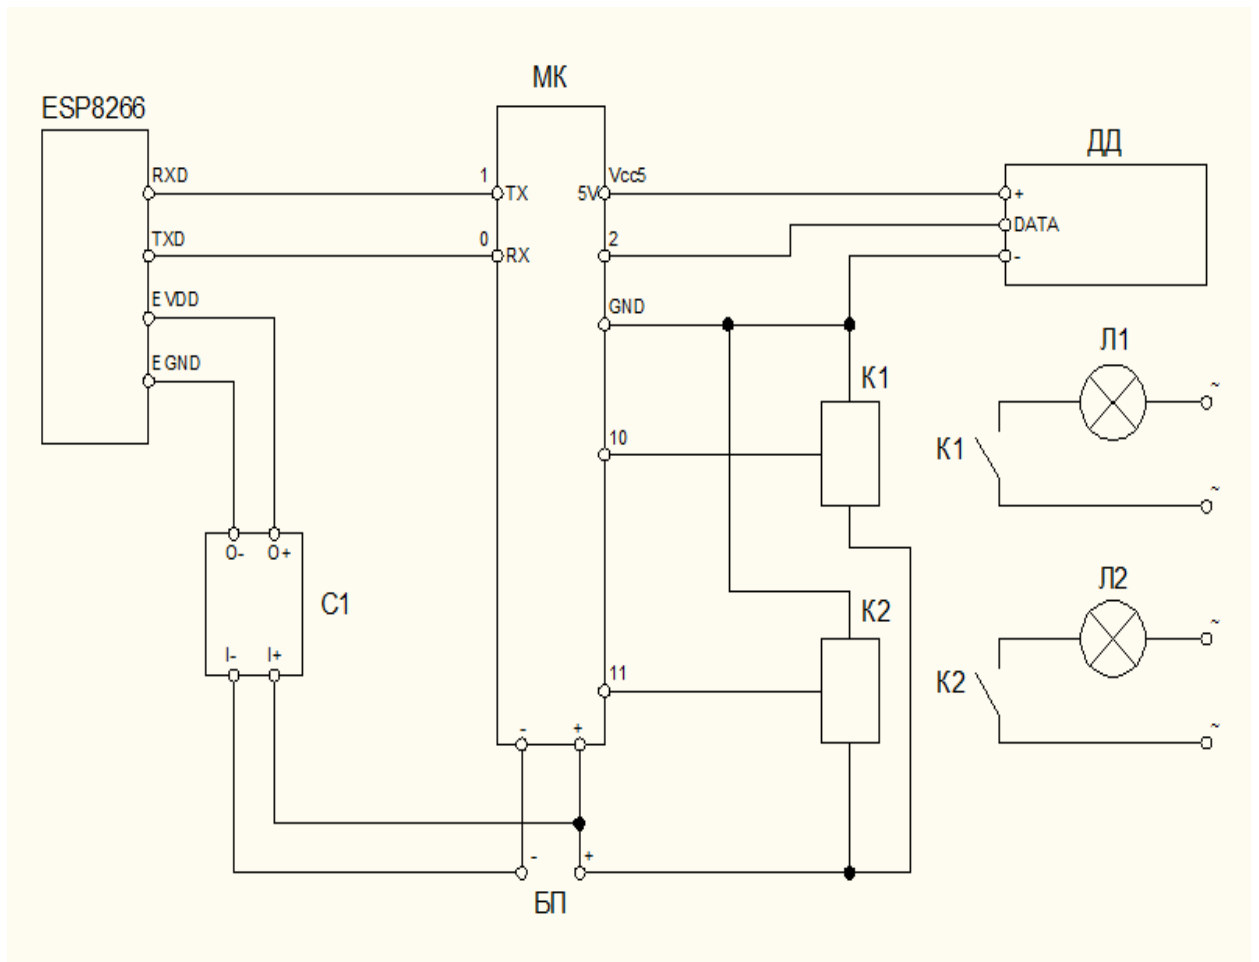 МК
ESP8266
ДД
RXD
1
TX
Vcc5
5V
+
TXD
0
RX
2
DATA
-
E VDD
GND
E GND
Л1
К1
~
10
К1
~
O-
O+
С1
Л2
К2
~
I-
I+
11
К2
~
-
+
-
+
БП